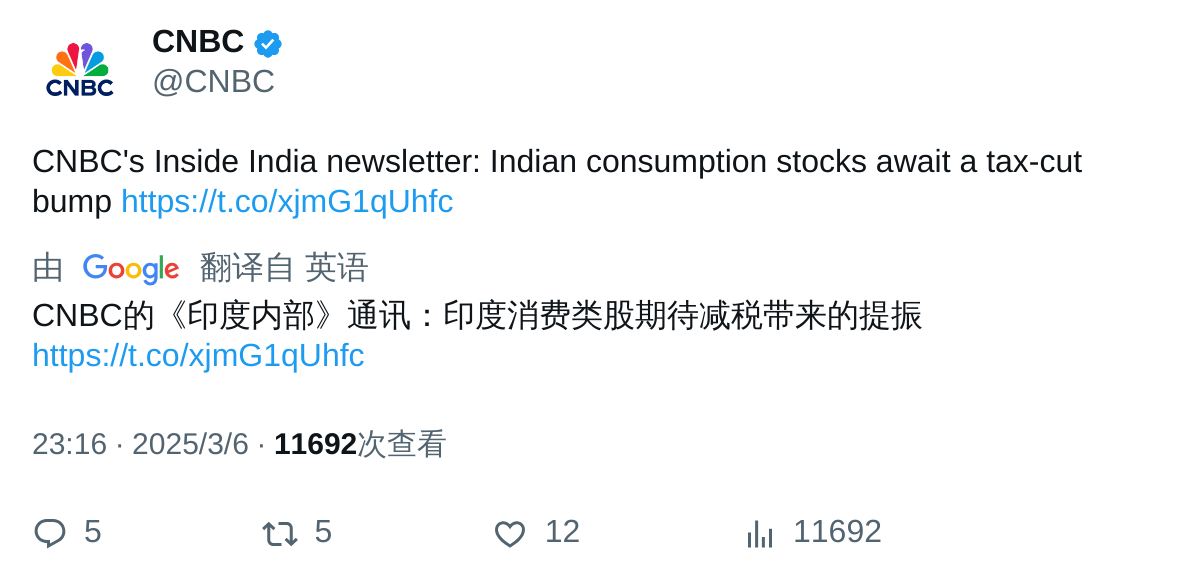 CNBC
CNBC
@CNBC
CNBC's Inside India newsletter: Indian consumption stocks await a tax-cut
bump https://t.co/xjmG1qUhfc
由 Google 翻译自 英语
CNBC的《印度内部》通讯：印度消费类股期待减税带来的提振
https://t.co/xjmG1qUhfc
23:16 · 2025/3/6 · 11692次查看
5 5 12 11692